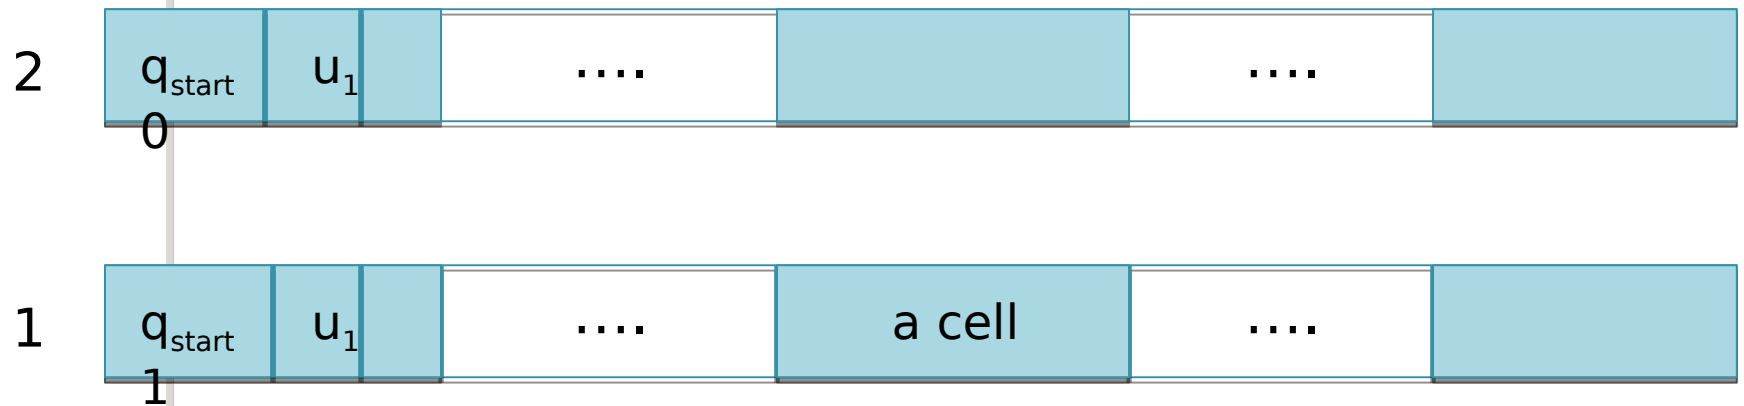 2 q_start u_1 .... ....
0
1 q_start u_1 .... a cell ....
1